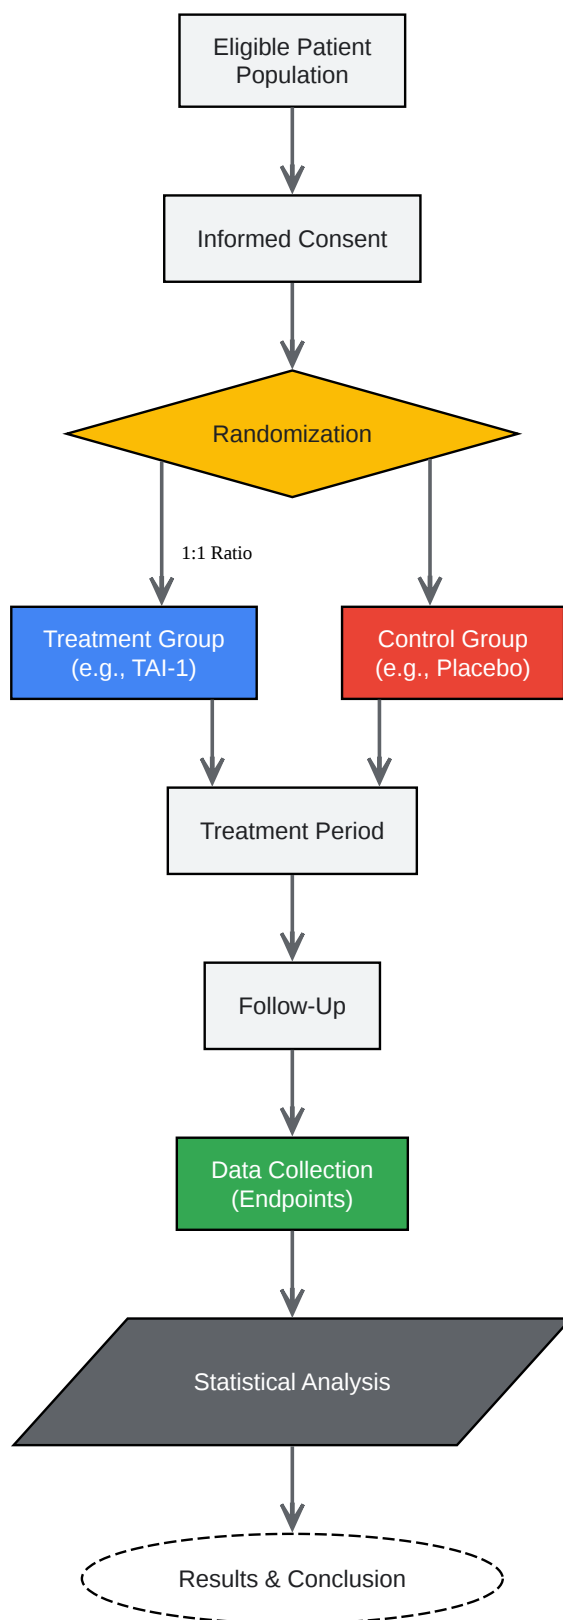 Eligible Patient
Population
Informed Consent
Randomization
1:1 Ratio
Treatment Group
(e.g., TAI-1)
Control Group
(e.g., Placebo)
Treatment Period
Follow-Up
Data Collection
(Endpoints)
Statistical Analysis
Results & Conclusion